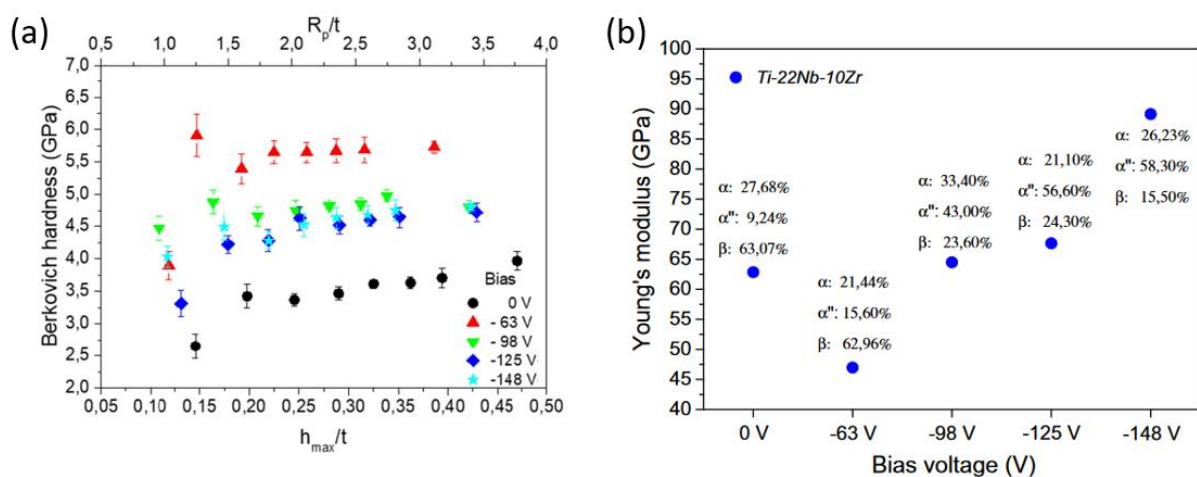 (a)
R_p/t
0,5 1,0 1,5 2,0 2,5 3,0 3,5 4,0
7,0
6,5
6,0
5,5
5,0
4,5
4,0
3,5
3,0
2,5
2,0
Berkovich hardness (GPa)
Bias
0 V
- 63 V
- 98 V
-125 V
-148 V
0,05 0,10 0,15 0,20 0,25 0,30 0,35 0,40 0,45 0,50
h_max/t
(b)
100
95
90
85
80
75
70
65
60
55
50
45
40
Young's modulus (GPa)
Ti-22Nb-10Zr
α: 27,68%
α": 9,24%
β: 63,07%
α: 21,44%
α": 15,60%
β: 62,96%
α: 33,40%
α": 43,00%
β: 23,60%
α: 21,10%
α": 56,60%
β: 24,30%
α: 26,23%
α": 58,30%
β: 15,50%
0 V -63 V -98 V -125 V -148 V
Bias voltage (V)